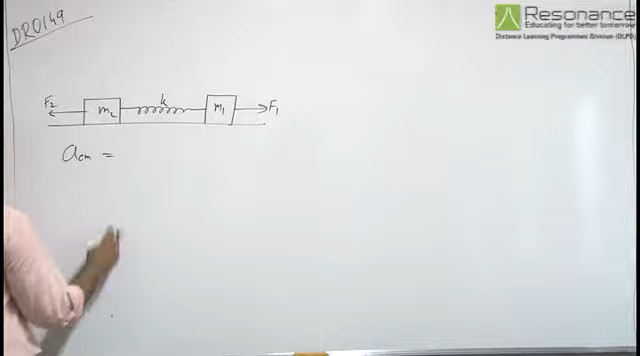 DR0149
Resonance
Educating for better tomorrow
Distance Learning Programmes Division (DLPD)
F2 m2 k m1 F1
acm =